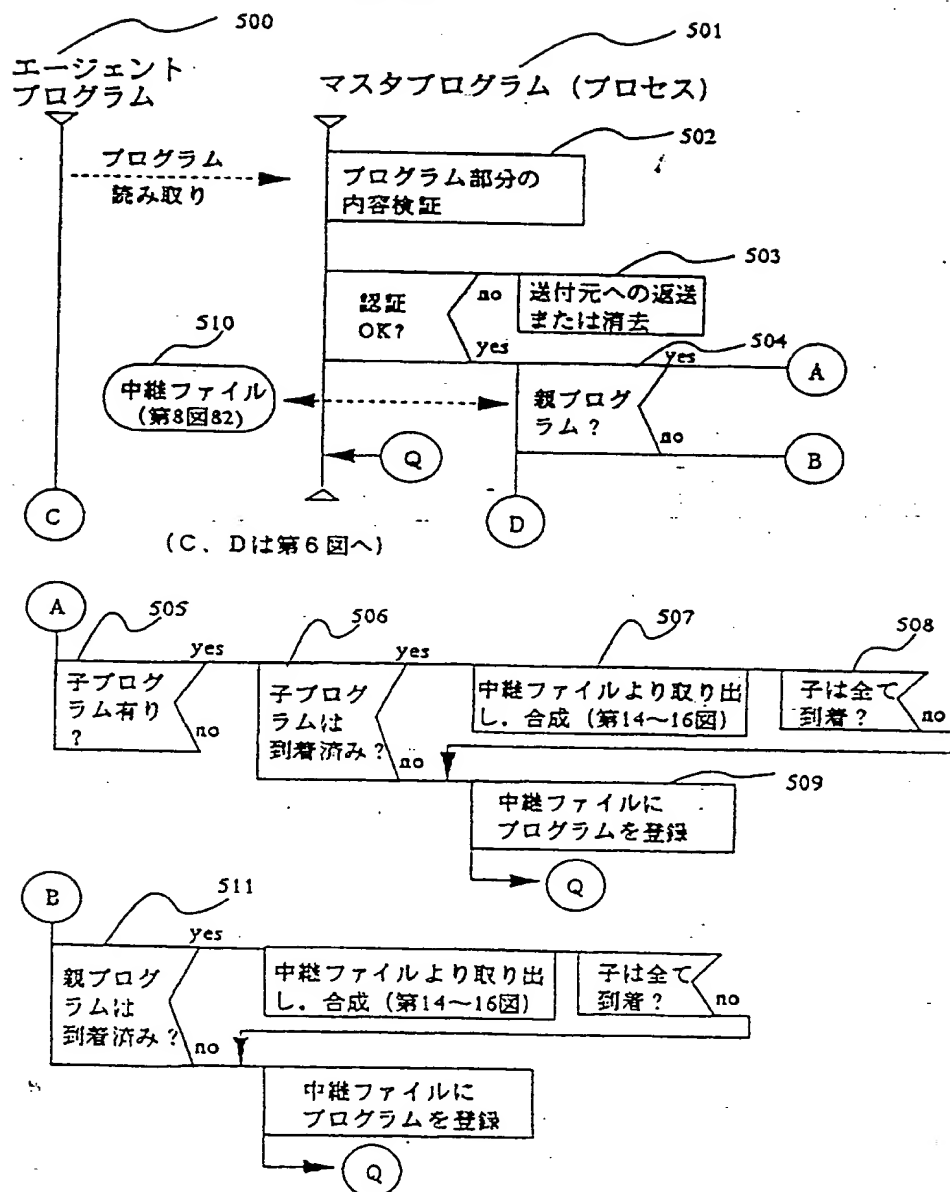 500
501
エージェント
プログラム
マスタプログラム (プロセス)
502
プログラム
読み取り
プログラム部分の
内容検証
503
認証
OK?
no
yes
送付元への返送
または消去
510
504
中継ファイル
(第8図82)
親プログ
ラム?
yes
no
A
B
Q
C
D
(C、Dは第6図へ)
A
505
506
507
508
子プログ
ラム有り
?
yes
no
子プログ
ラムは
到着済み?
yes
no
中継ファイルより取り出
し.合成 (第14〜16図)
子は全て
到着?
no
509
中継ファイルに
プログラムを登録
Q
B
511
親プログ
ラムは
到着済み?
yes
no
中継ファイルより取り出
し.合成 (第14〜16図)
子は全て
到着?
no
中継ファイルに
プログラムを登録
Q